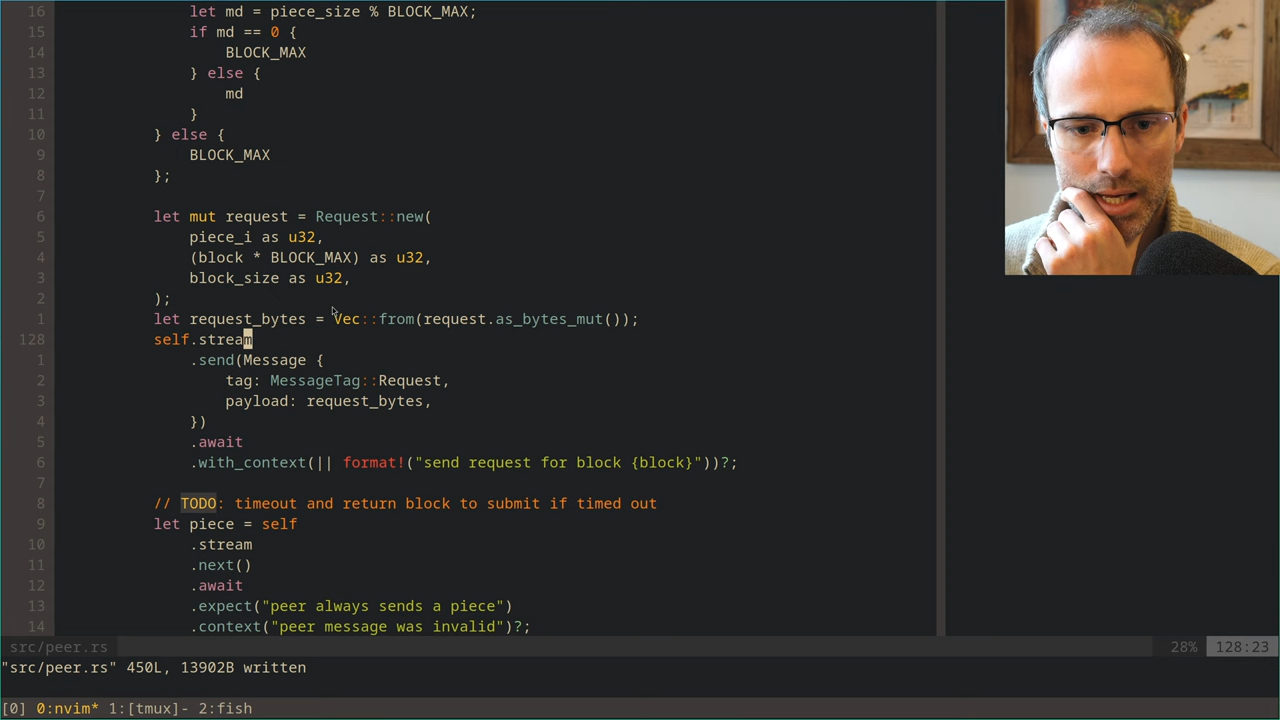 16 let md = piece_size % BLOCK_MAX;
15 if md == 0 {
14 BLOCK_MAX
13 } else {
12 md
11 }
10 } else {
9 BLOCK_MAX
8 };
7
6 let mut request = Request::new(
5 piece_i as u32,
4 (block * BLOCK_MAX) as u32,
3 block_size as u32,
2 );
1 let request_bytes = Vec::from(request.as_bytes_mut());
128 self.stream
1 .send(Message {
2 tag: MessageTag::Request,
3 payload: request_bytes,
4 })
5 .await
6 .with_context(|| format!("send request for block {block}"))?;
7
8 // TODO: timeout and return block to submit if timed out
9 let piece = self
10 .stream
11 .next()
12 .await
13 .expect("peer always sends a piece")
14 .context("peer message was invalid")?;
src/peer.rs 28% 128:23
"src/peer.rs" 450L, 13902B written
[0] 0:nvim* 1:[tmux]- 2:fish